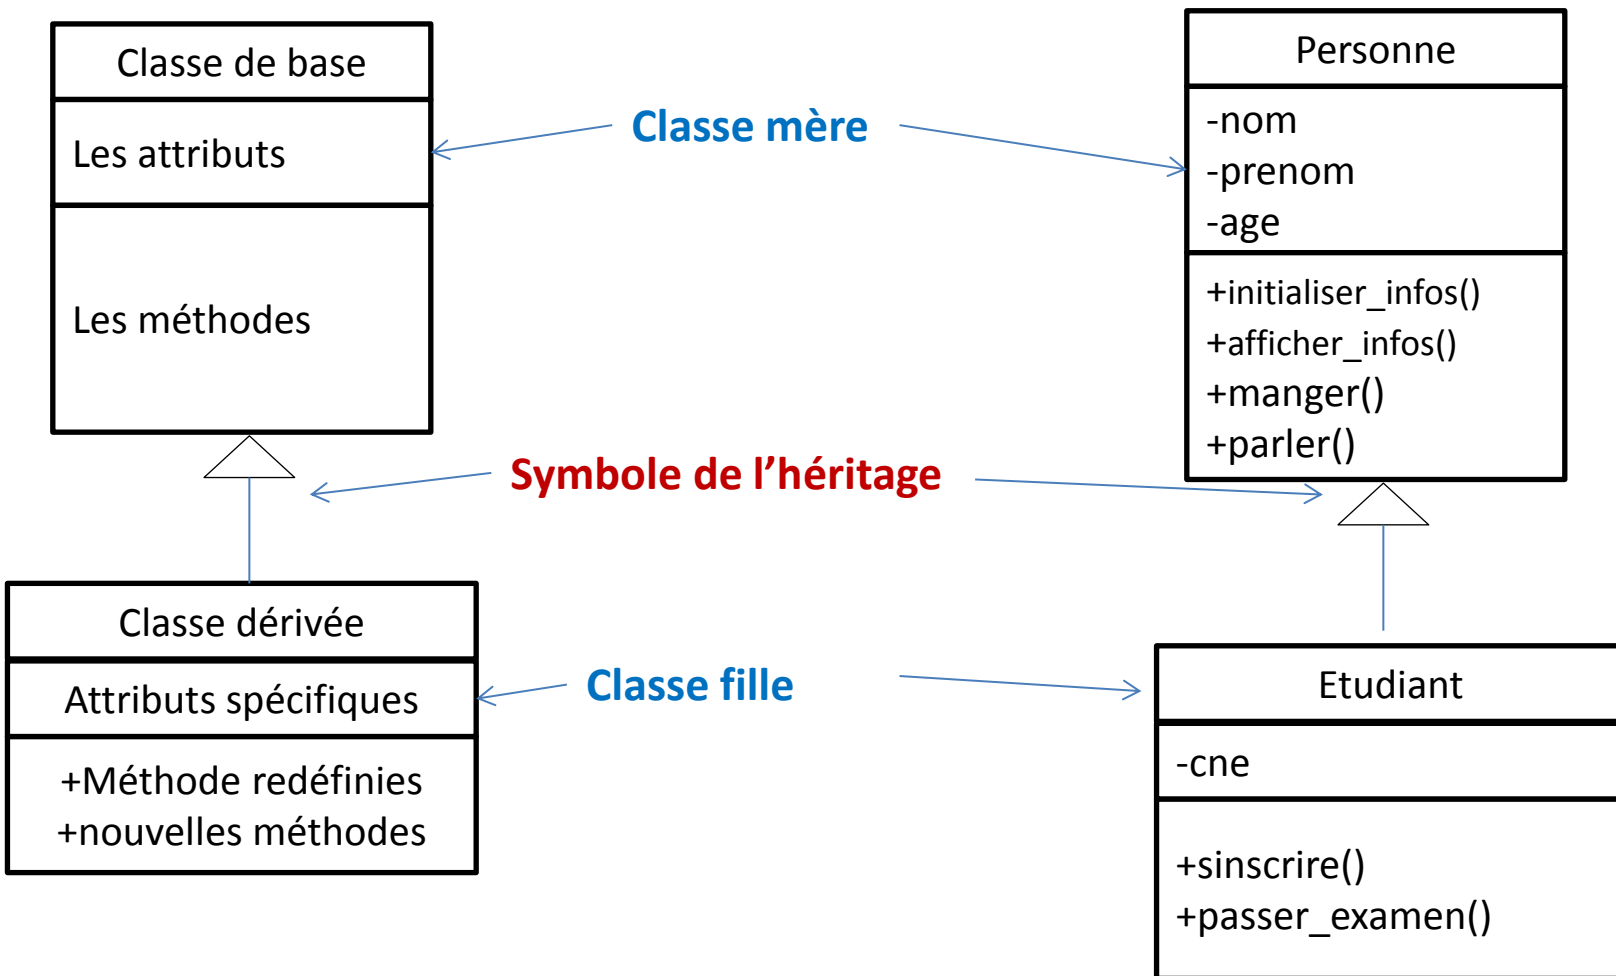 Classe de base
Les attributs
Les méthodes
Classe mère
Personne
-nom
-prenom
-age
+initialiser_infos()
+afficher_infos()
+manger()
+parler()
Symbole de l’héritage
Classe dérivée
Attributs spécifiques
+Méthode redéfinies
+nouvelles méthodes
Classe fille
Etudiant
-cne
+sinscrire()
+passer_examen()